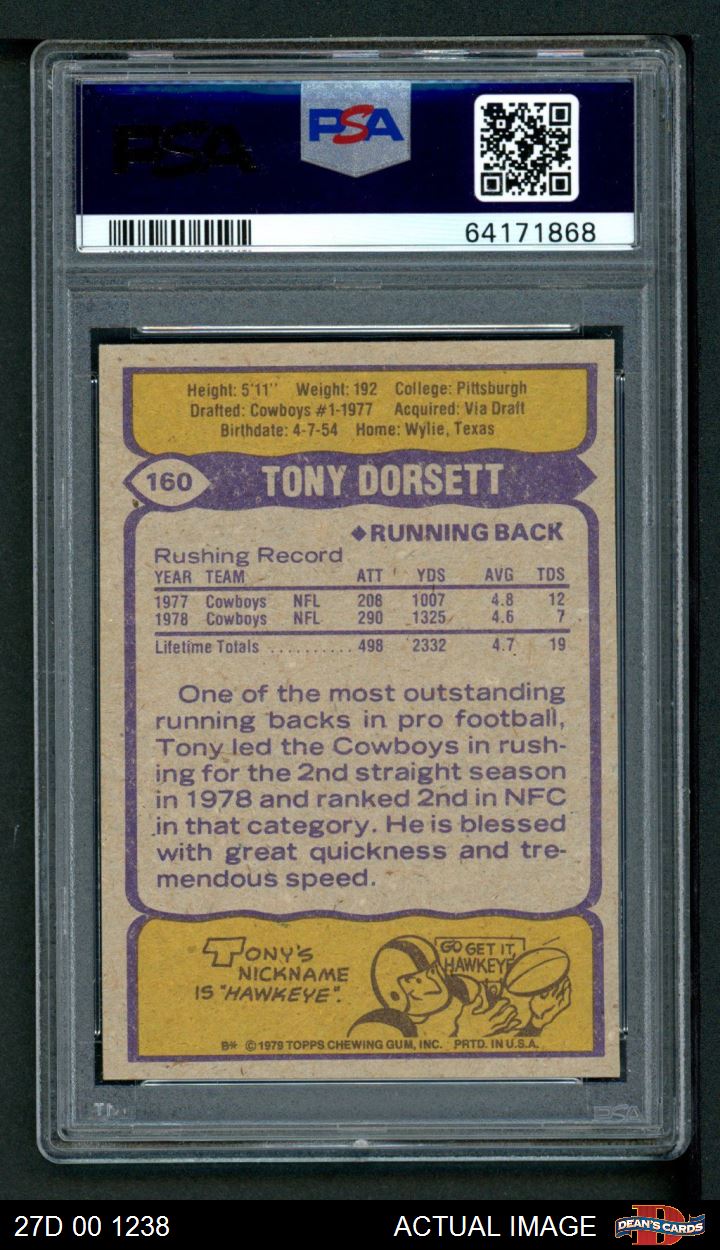 PSA
PSA
64171868
Height: 5'11" Weight: 192 College: Pittsburgh
Drafted: Cowboys #1-1977 Acquired: Via Draft
Birthdate: 4-7-54 Home: Wylie, Texas
160 TONY DORSETT
◆RUNNING BACK
Rushing Record
YEAR TEAM ATT YDS AVG TDS
1977 Cowboys NFL 208 1007 4.8 12
1978 Cowboys NFL 290 1325 4.6 7
Lifetime Totals .......... 498 2332 4.7 19
One of the most outstanding
running backs in pro football,
Tony led the Cowboys in rush-
ing for the 2nd straight season
in 1978 and ranked 2nd in NFC
in that category. He is blessed
with great quickness and tre-
mendous speed.
TONY'S
NICKNAME
IS "HAWKEYE".
GO GET IT,
HAWKEYE
B* ©1979 TOPPS CHEWING GUM, INC. PRTD. IN U.S.A.
TM
PSA
27D 00 1238 ACTUAL IMAGE DEAN'S CARDS